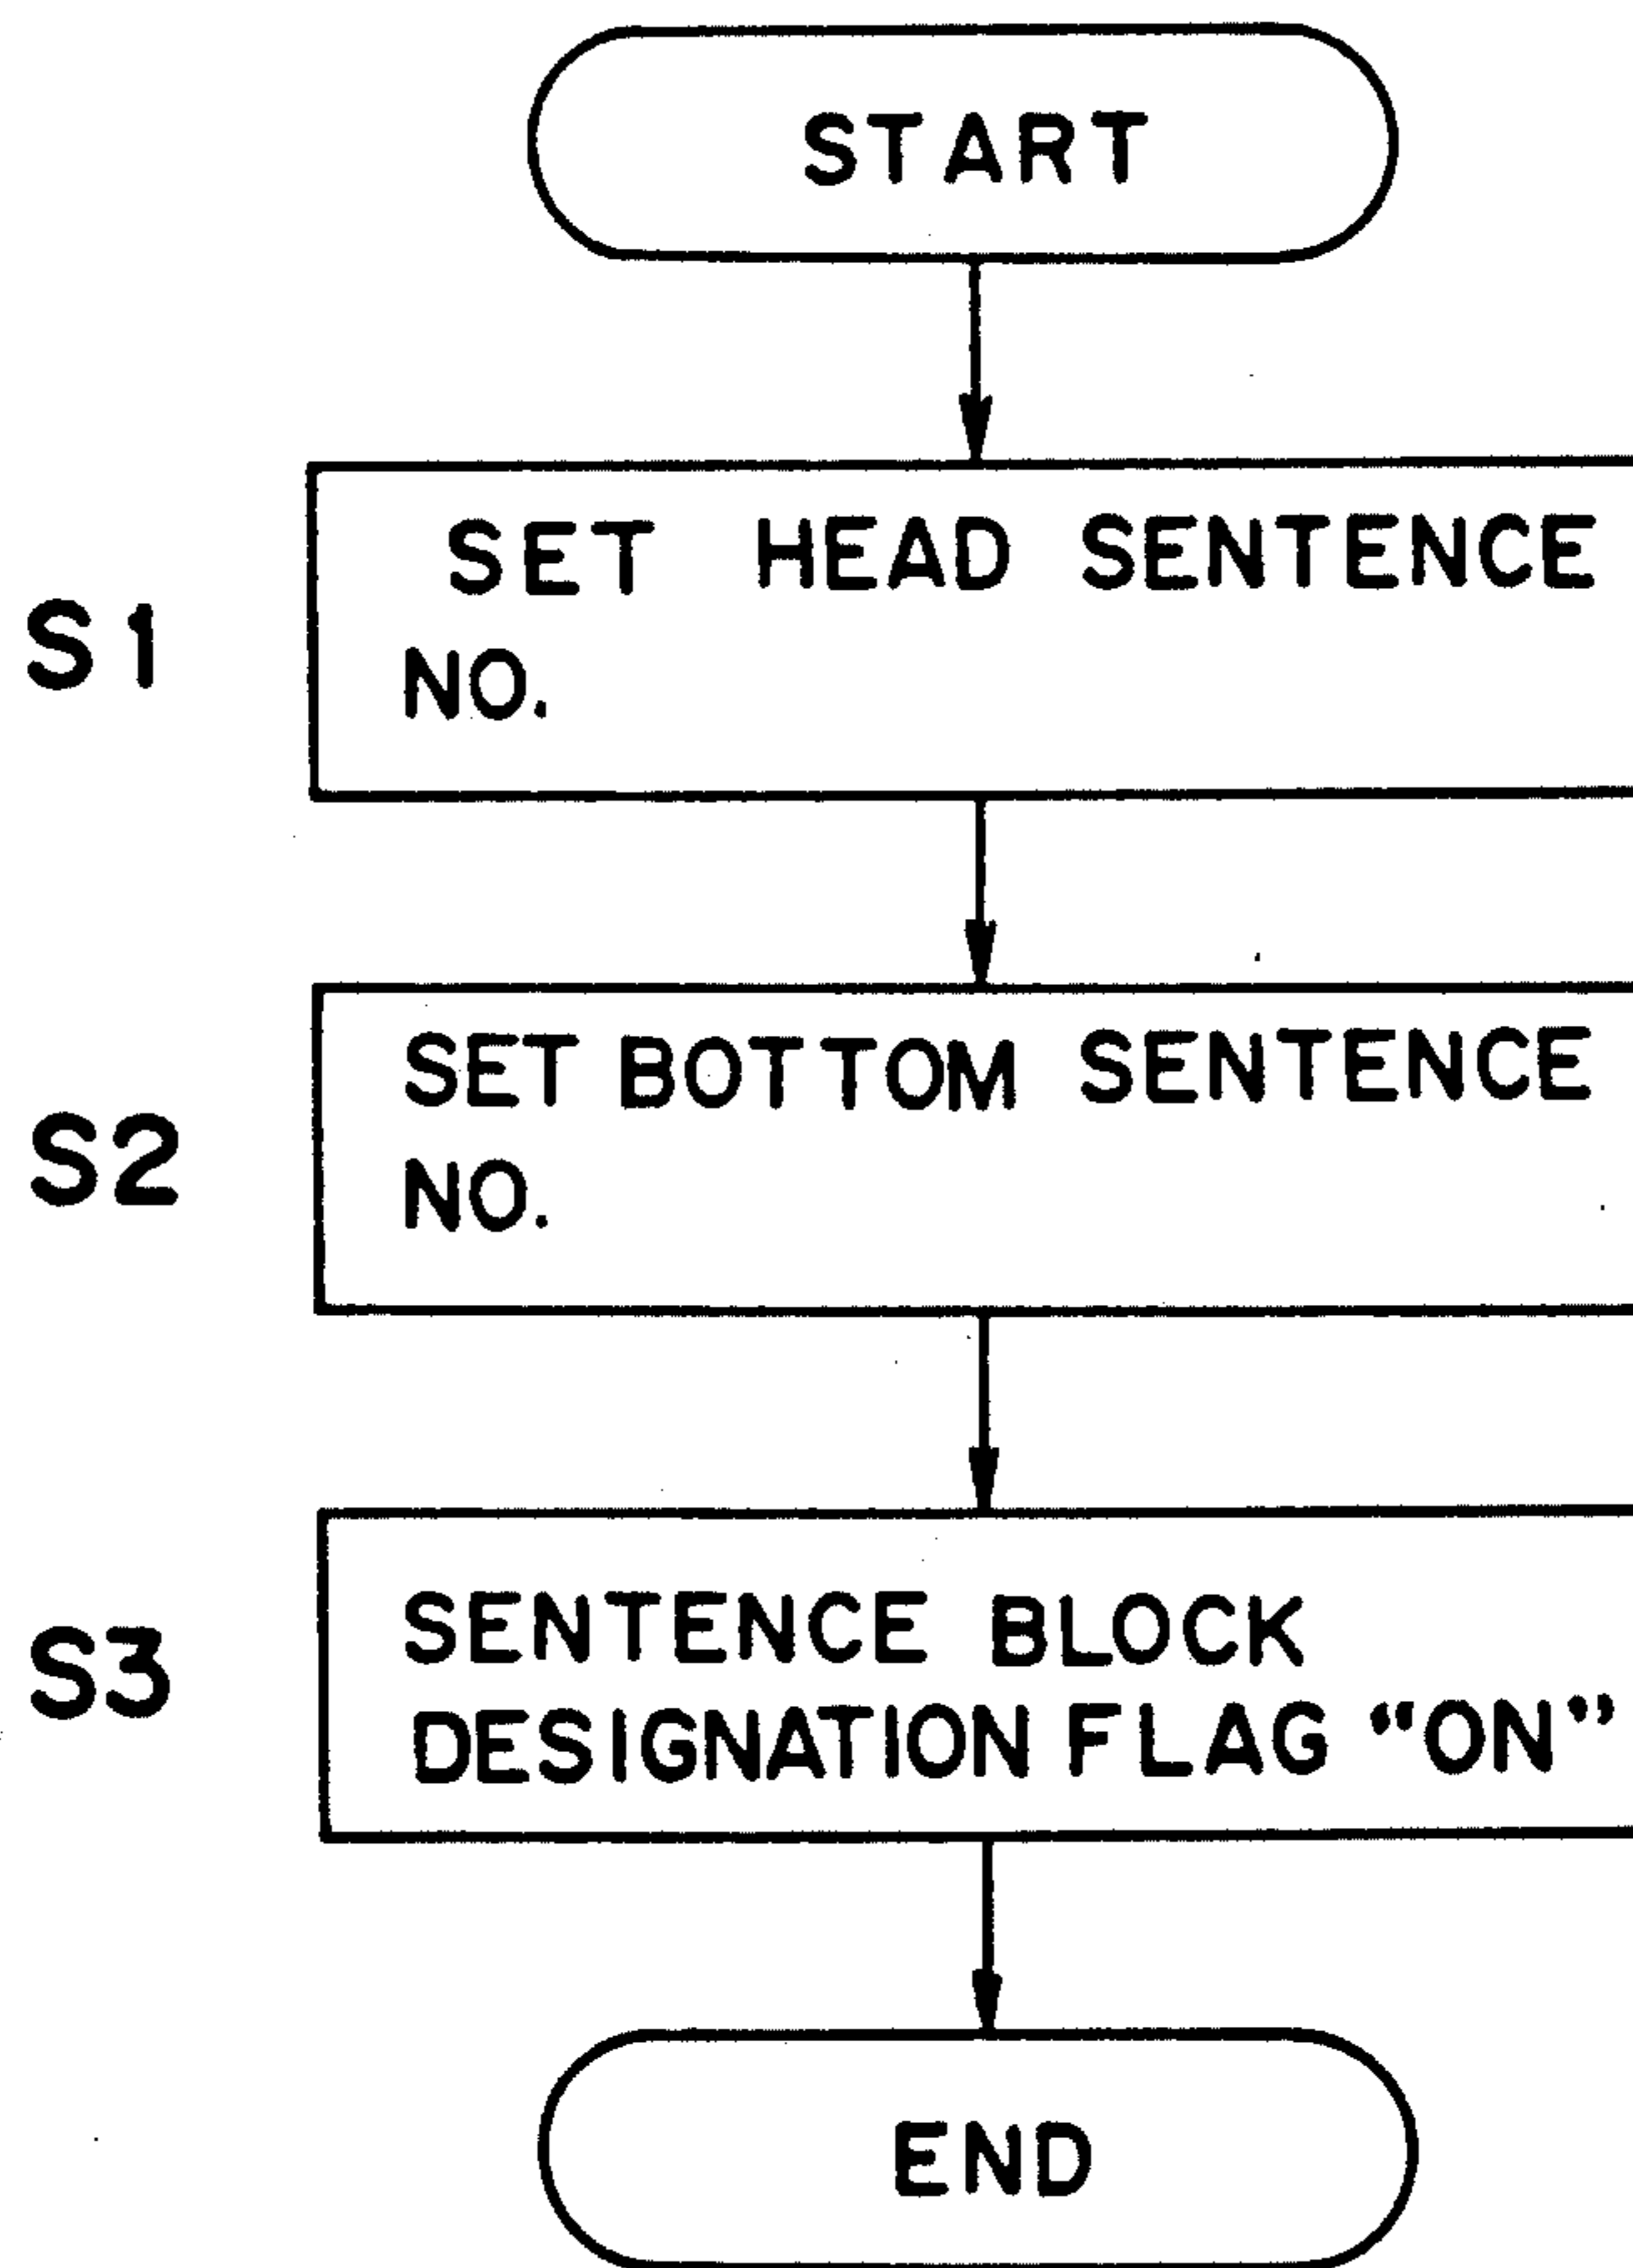 START
SET HEAD SENTENCE
S1
NO.
SET BOTTOM SENTENCE
S2
NO.
SENTENCE BLOCK
S3
DESIGNATION FLAG “ON”
END